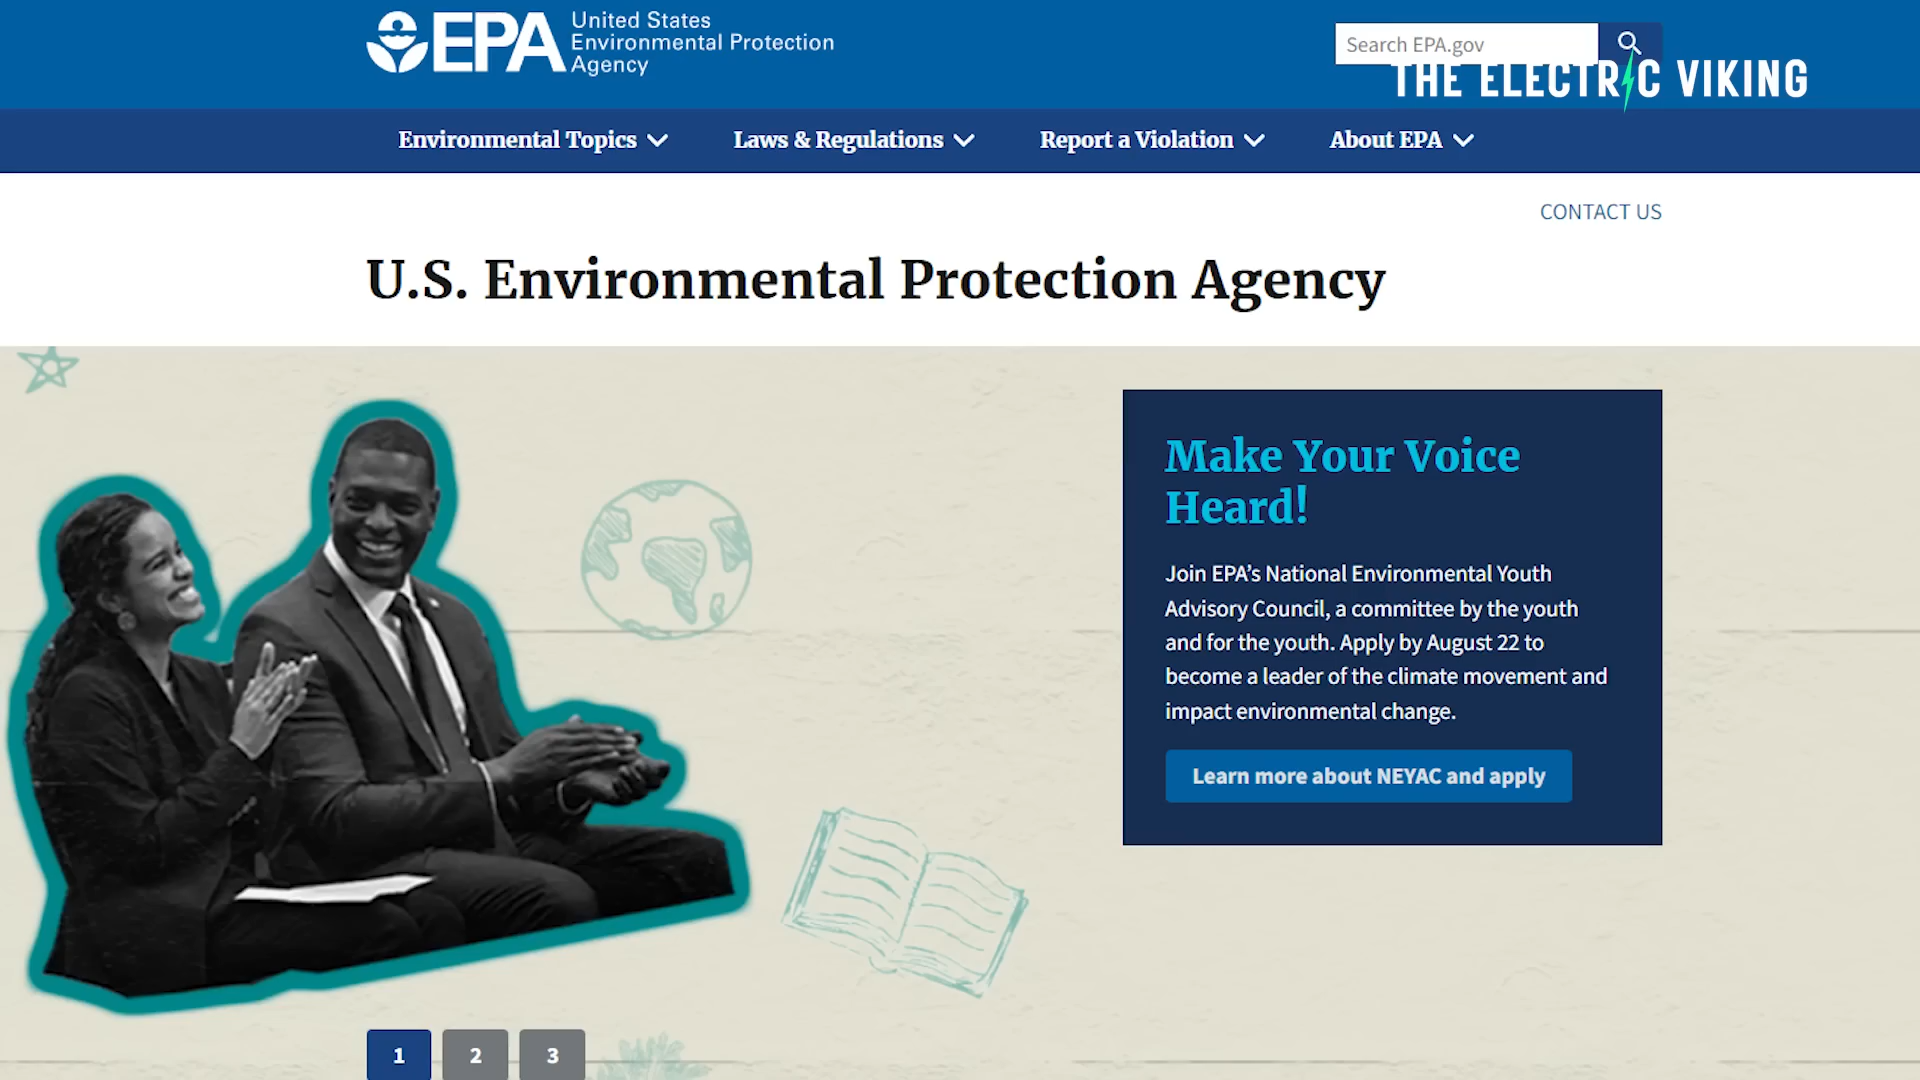 EPA
United States
Environmental Protection
Agency
Search EPA.gov
THE ELECTRIC VIKING
Environmental Topics
Laws & Regulations
Report a Violation
About EPA
CONTACT US
U.S. Environmental Protection Agency
Make Your Voice
Heard!
Join EPA’s National Environmental Youth
Advisory Council, a committee by the youth
and for the youth. Apply by August 22 to
become a leader of the climate movement and
impact environmental change.
Learn more about NEYAC and apply
1
2
3